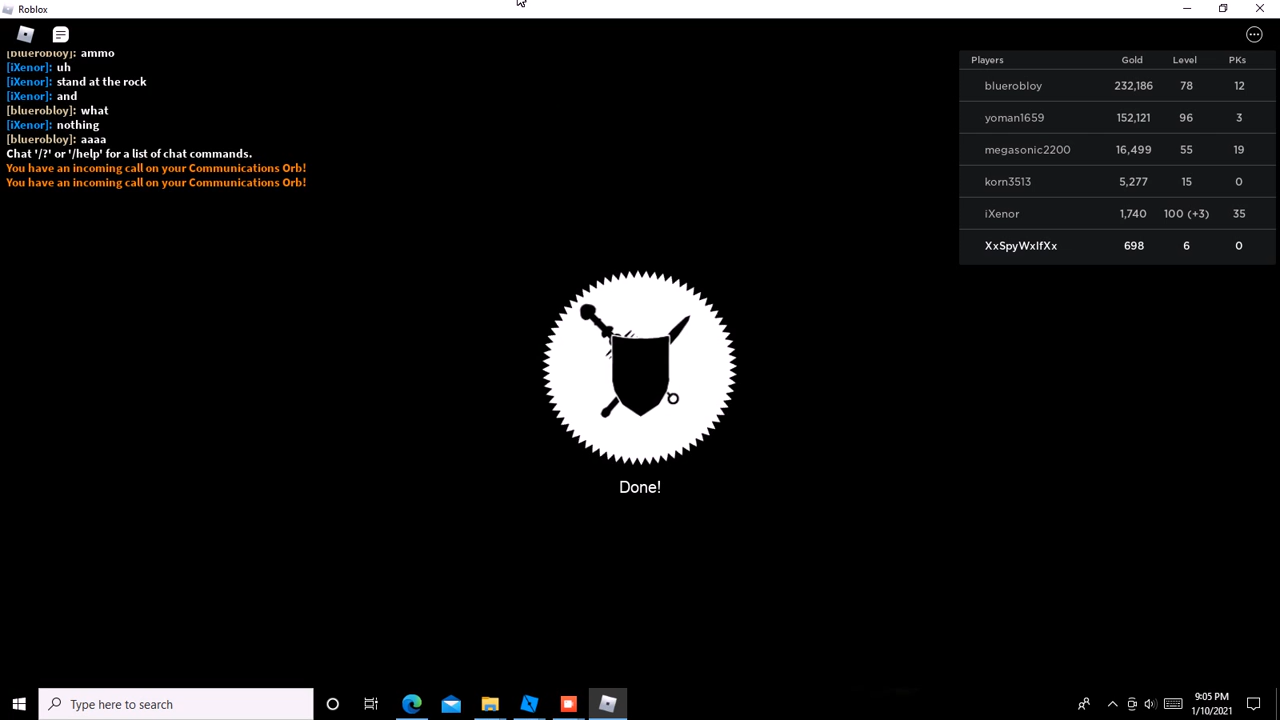 Roblox
[bluerobloy]: ammo
[iXenor]: uh
[iXenor]: stand at the rock
[iXenor]: and
[bluerobloy]: what
[iXenor]: nothing
[bluerobloy]: aaaa
Chat '/?' or '/help' for a list of chat commands.
You have an incoming call on your Communications Orb!
You have an incoming call on your Communications Orb!
Players Gold Level PKs
bluerobloy 232,186 78 12
yoman1659 152,121 96 3
megasonic2200 16,499 55 19
korn3513 5,277 15 0
iXenor 1,740 100 (+3) 35
XxSpyWxlfXx 698 6 0
Done!
Type here to search
9:05 PM
1/10/2021